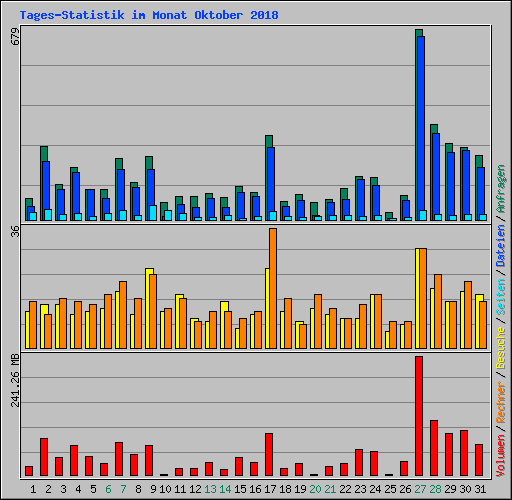 Tages-Statistik im Monat Oktober 2018
679
36
241.26 MB
Volumen / Rechner / Besuche / Seiten / Dateien / Anfragen
1 2 3 4 5 6 7 8 9 10 11 12 13 14 15 16 17 18 19 20 21 22 23 24 25 26 27 28 29 30 31